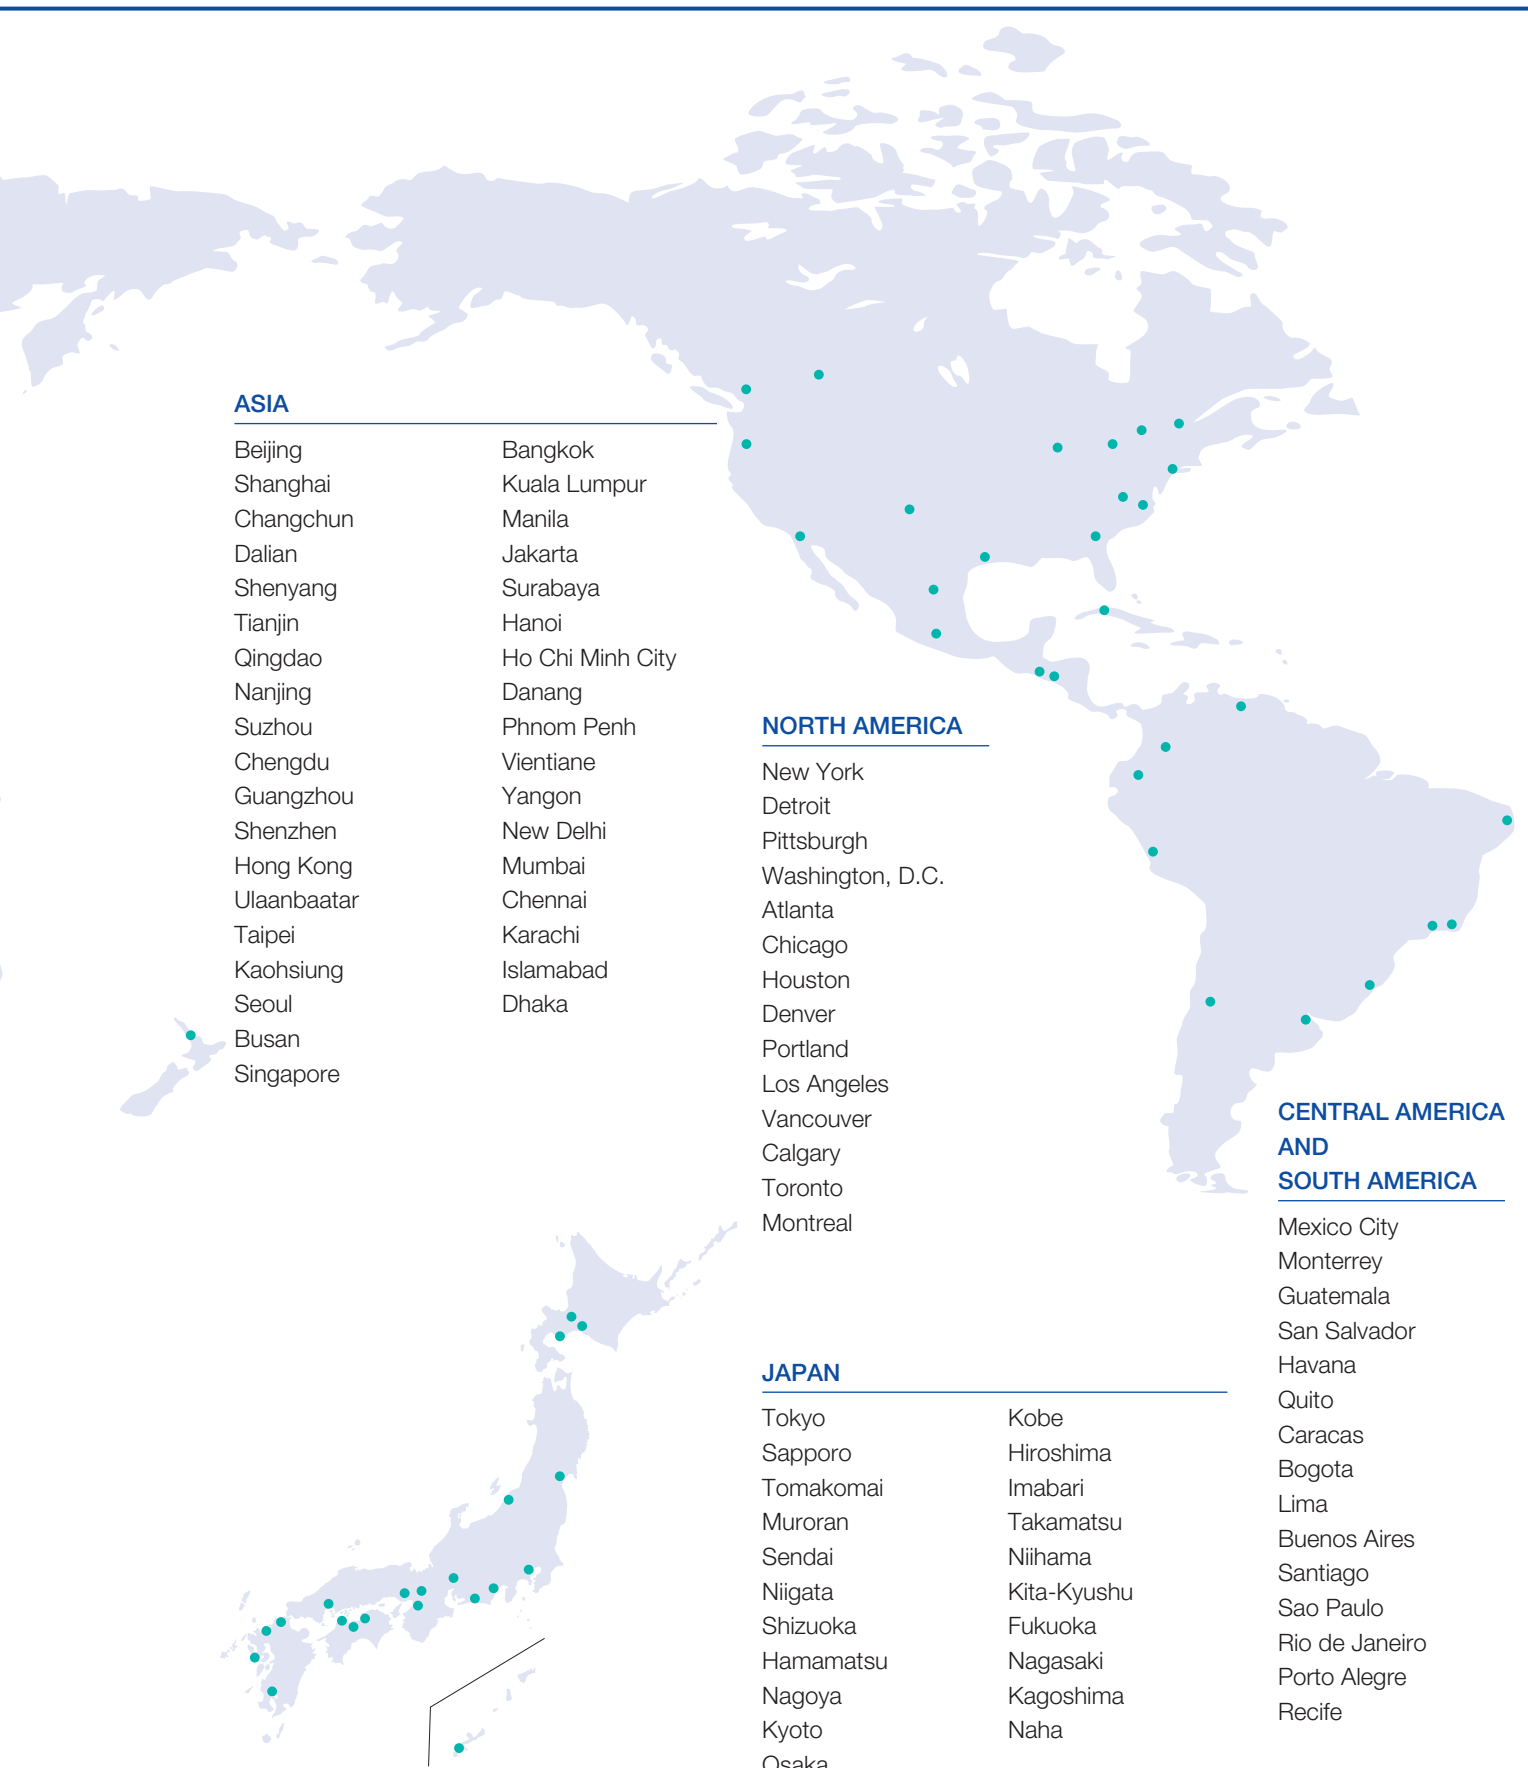 ASIA
Beijing
Shanghai
Changchun
Dalian
Shenyang
Tianjin
Qingdao
Nanjing
Suzhou
Chengdu
Guangzhou
Shenzhen
Hong Kong
Ulaanbaatar
Taipei
Kaohsiung
Seoul
Busan
Singapore
Bangkok
Kuala Lumpur
Manila
Jakarta
Surabaya
Hanoi
Ho Chi Minh City
Danang
Phnom Penh
Vientiane
Yangon
New Delhi
Mumbai
Chennai
Karachi
Islamabad
Dhaka
NORTH AMERICA
New York
Detroit
Pittsburgh
Washington, D.C.
Atlanta
Chicago
Houston
Denver
Portland
Los Angeles
Vancouver
Calgary
Toronto
Montreal
CENTRAL AMERICA
AND
SOUTH AMERICA
Mexico City
Monterrey
Guatemala
San Salvador
Havana
Quito
Caracas
Bogota
Lima
Buenos Aires
Santiago
Sao Paulo
Rio de Janeiro
Porto Alegre
Recife
JAPAN
Tokyo
Sapporo
Tomakomai
Muroran
Sendai
Niigata
Shizuoka
Hamamatsu
Nagoya
Kyoto
Osaka
Kobe
Hiroshima
Imabari
Takamatsu
Niihama
Kita-Kyushu
Fukuoka
Nagasaki
Kagoshima
Naha